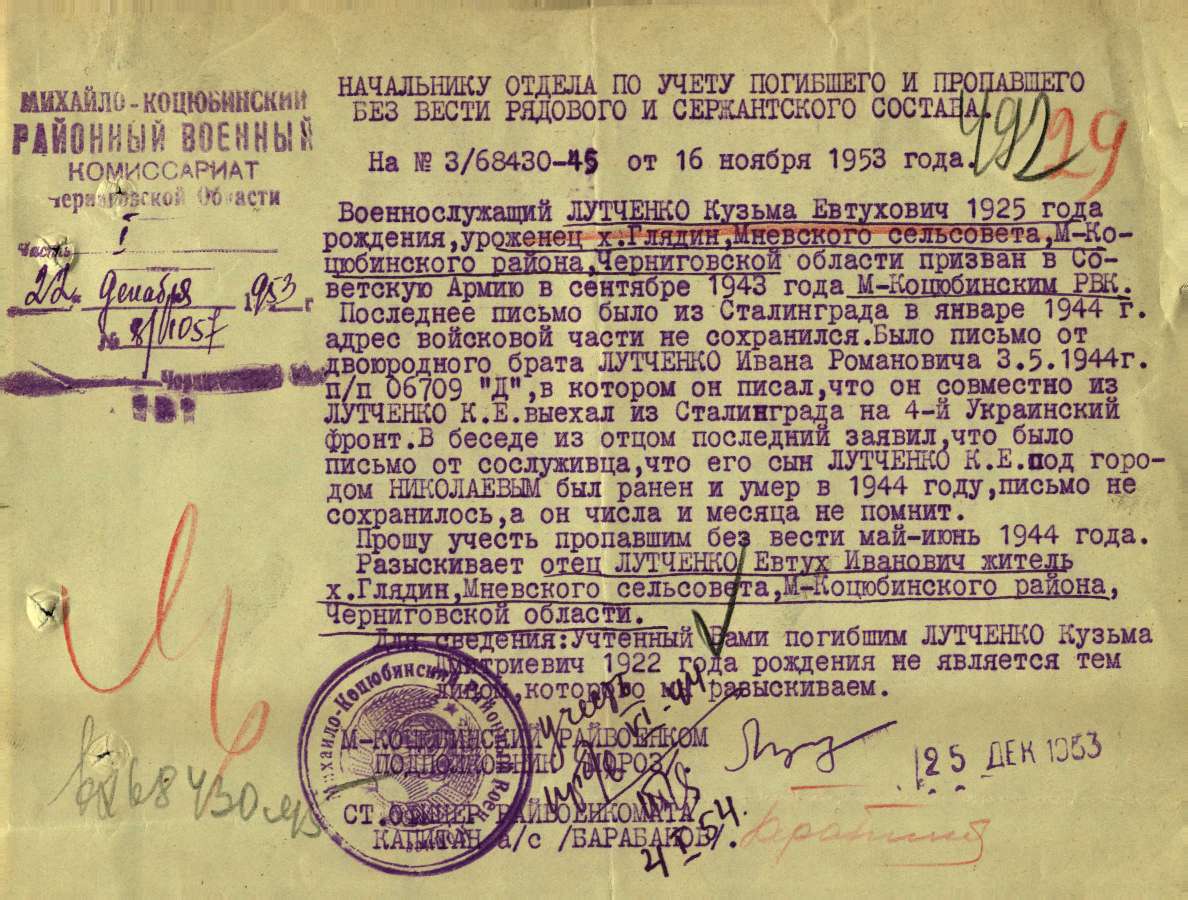 МИХАЙЛО-КОЦЮБИНСКИЙ
РАЙОННЫЙ ВОЕННЫЙ
КОМИССАРИАТ
Черниговской Области
Часть I
22 декабря 1953 г
№ 8/1057
НАЧАЛЬНИКУ ОТДЕЛА ПО УЧЕТУ ПОГИБШЕГО И ПРОПАВШЕГО
БЕЗ ВЕСТИ РЯДОВОГО И СЕРЖАНТСКОГО СОСТАВА.
492 29
На № 3/68430-45 от 16 ноября 1953 года.
Военнослужащий ЛУТЧЕНКО Кузьма Евтухович 1925 года
рождения,уроженец х.Глядин,Мневского сельсовета,М-Ко-
цюбинского района,Черниговской области призван в Со-
ветскую Армию в сентябре 1943 года М-Коцюбинским РВК.
Последнее письмо было из Сталинграда в январе 1944 г.
адрес войсковой части не сохранился.Было письмо от
двоюродного брата ЛУТЧЕНКО Ивана Романовича 3.5.1944г.
п/п 06709 "Д",в котором он писал,что он совместно из
ЛУТЧЕНКО К.Е.выехал из Сталинграда на 4-й Украинский
фронт.В беседе из отцом последний заявил,что было
письмо от сослуживца,что его сын ЛУТЧЕНКО К.Е.под горо-
дом НИКОЛАЕВЫМ был ранен и умер в 1944 году,письмо не
сохранилось,а он числа и месяца не помнит.
Прошу учесть пропавшим без вести май-июнь 1944 года.
Разыскивает отец ЛУТЧЕНКО Евтух Иванович житель
х.Глядин,Мневского сельсовета,М-Коцюбинского района,
Черниговской области.
Для сведения:Учтенный Вами погибшим ЛУТЧЕНКО Кузьма
Дмитриевич 1922 года рождения не является тем
лицом,которого мы разыскиваем.
М-КОЦЮБИНСКИЙ РАЙВОЕНКОМ
ПОДПОЛКОВНИК /МОРОЗ/.
25 ДЕК 1953
СТ.ОФИЦЕР РАЙВОЕНКОМАТА
КАПИТАН а/с /БАРАБАКОВ/.
учесть
68430